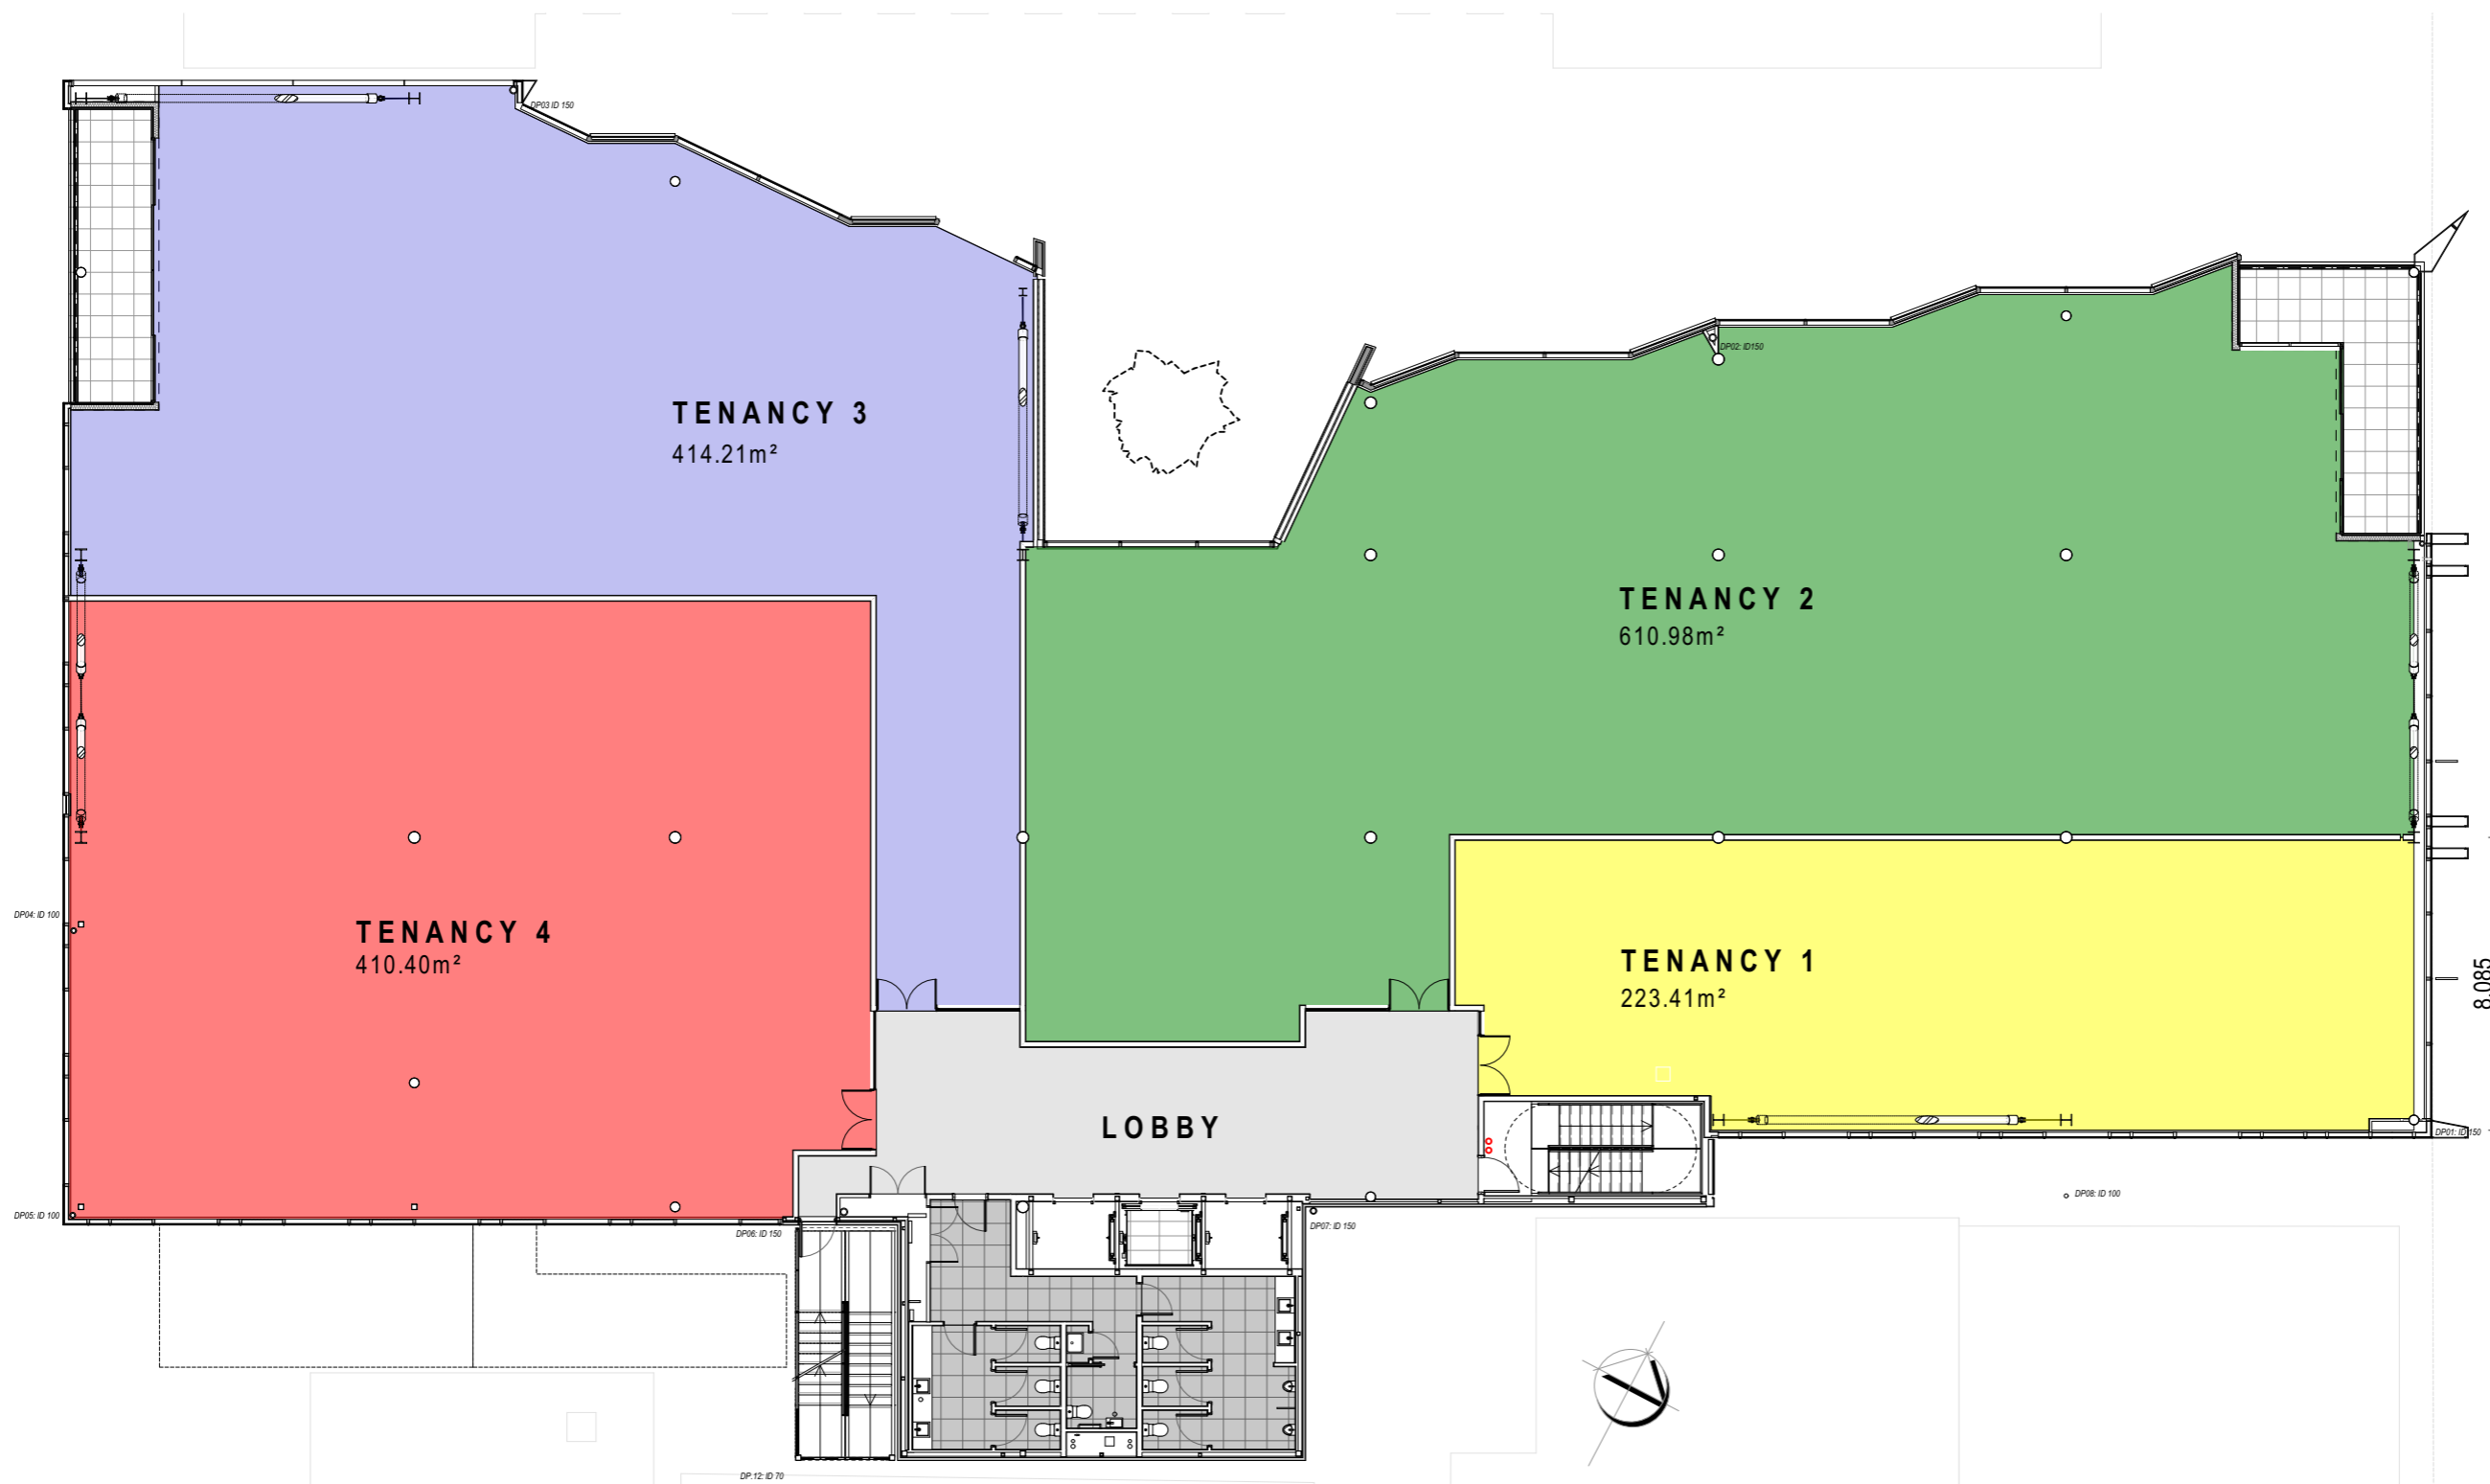 DP03 ID 150
DP02: ID150
TENANCY 3
414.21m²
TENANCY 2
610.98m²
DP04: ID 100
TENANCY 4
410.40m²
TENANCY 1
223.41m²
8.085
LOBBY
DP01: ID 150
DP08: ID 100
DP05: ID 100
DP06: ID 150
DP07: ID 150
DP.12: ID 70